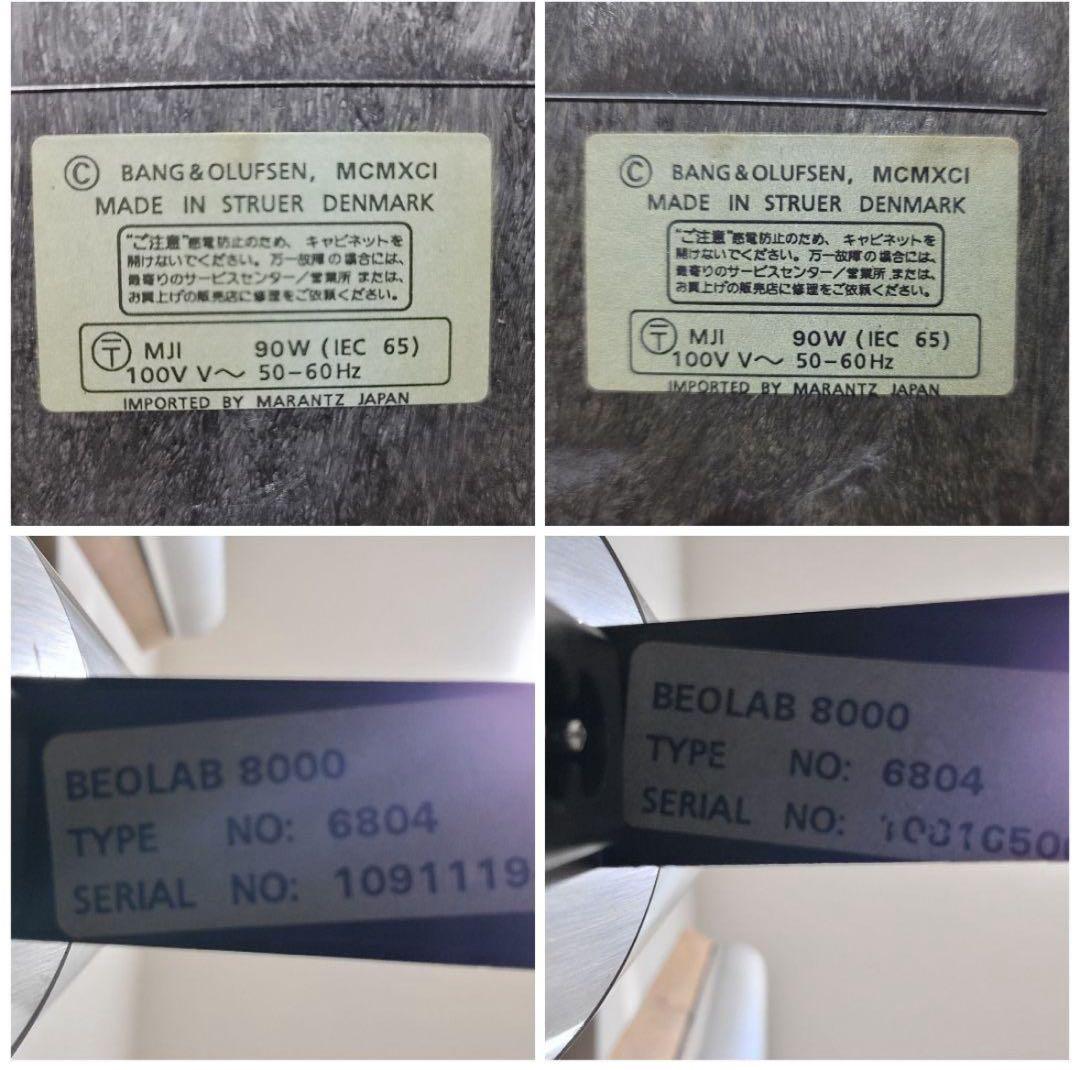 © BANG & OLUFSEN, MCMXCI
MADE IN STRUER DENMARK
"ご注意"感電防止のため、キャビネットを
開けないでください。万一故障の場合には、
最寄りのサービスセンター/営業所または、
お買上げの販売店に修理をご依頼ください。
〒 MJI 90W (IEC 65)
100V V~ 50-60Hz
IMPORTED BY MARANTZ JAPAN
© BANG & OLUFSEN, MCMXCI
MADE IN STRUER DENMARK
"ご注意"感電防止のため、キャビネットを
開けないでください。万一故障の場合には、
最寄りのサービスセンター/営業所または、
お買上げの販売店に修理をご依頼ください。
〒 MJI 90W (IEC 65)
100V V~ 50-60Hz
IMPORTED BY MARANTZ JAPAN
BEOLAB 8000
TYPE NO: 6804
SERIAL NO: 1091119
BEOLAB 8000
TYPE NO: 6804
SERIAL NO: